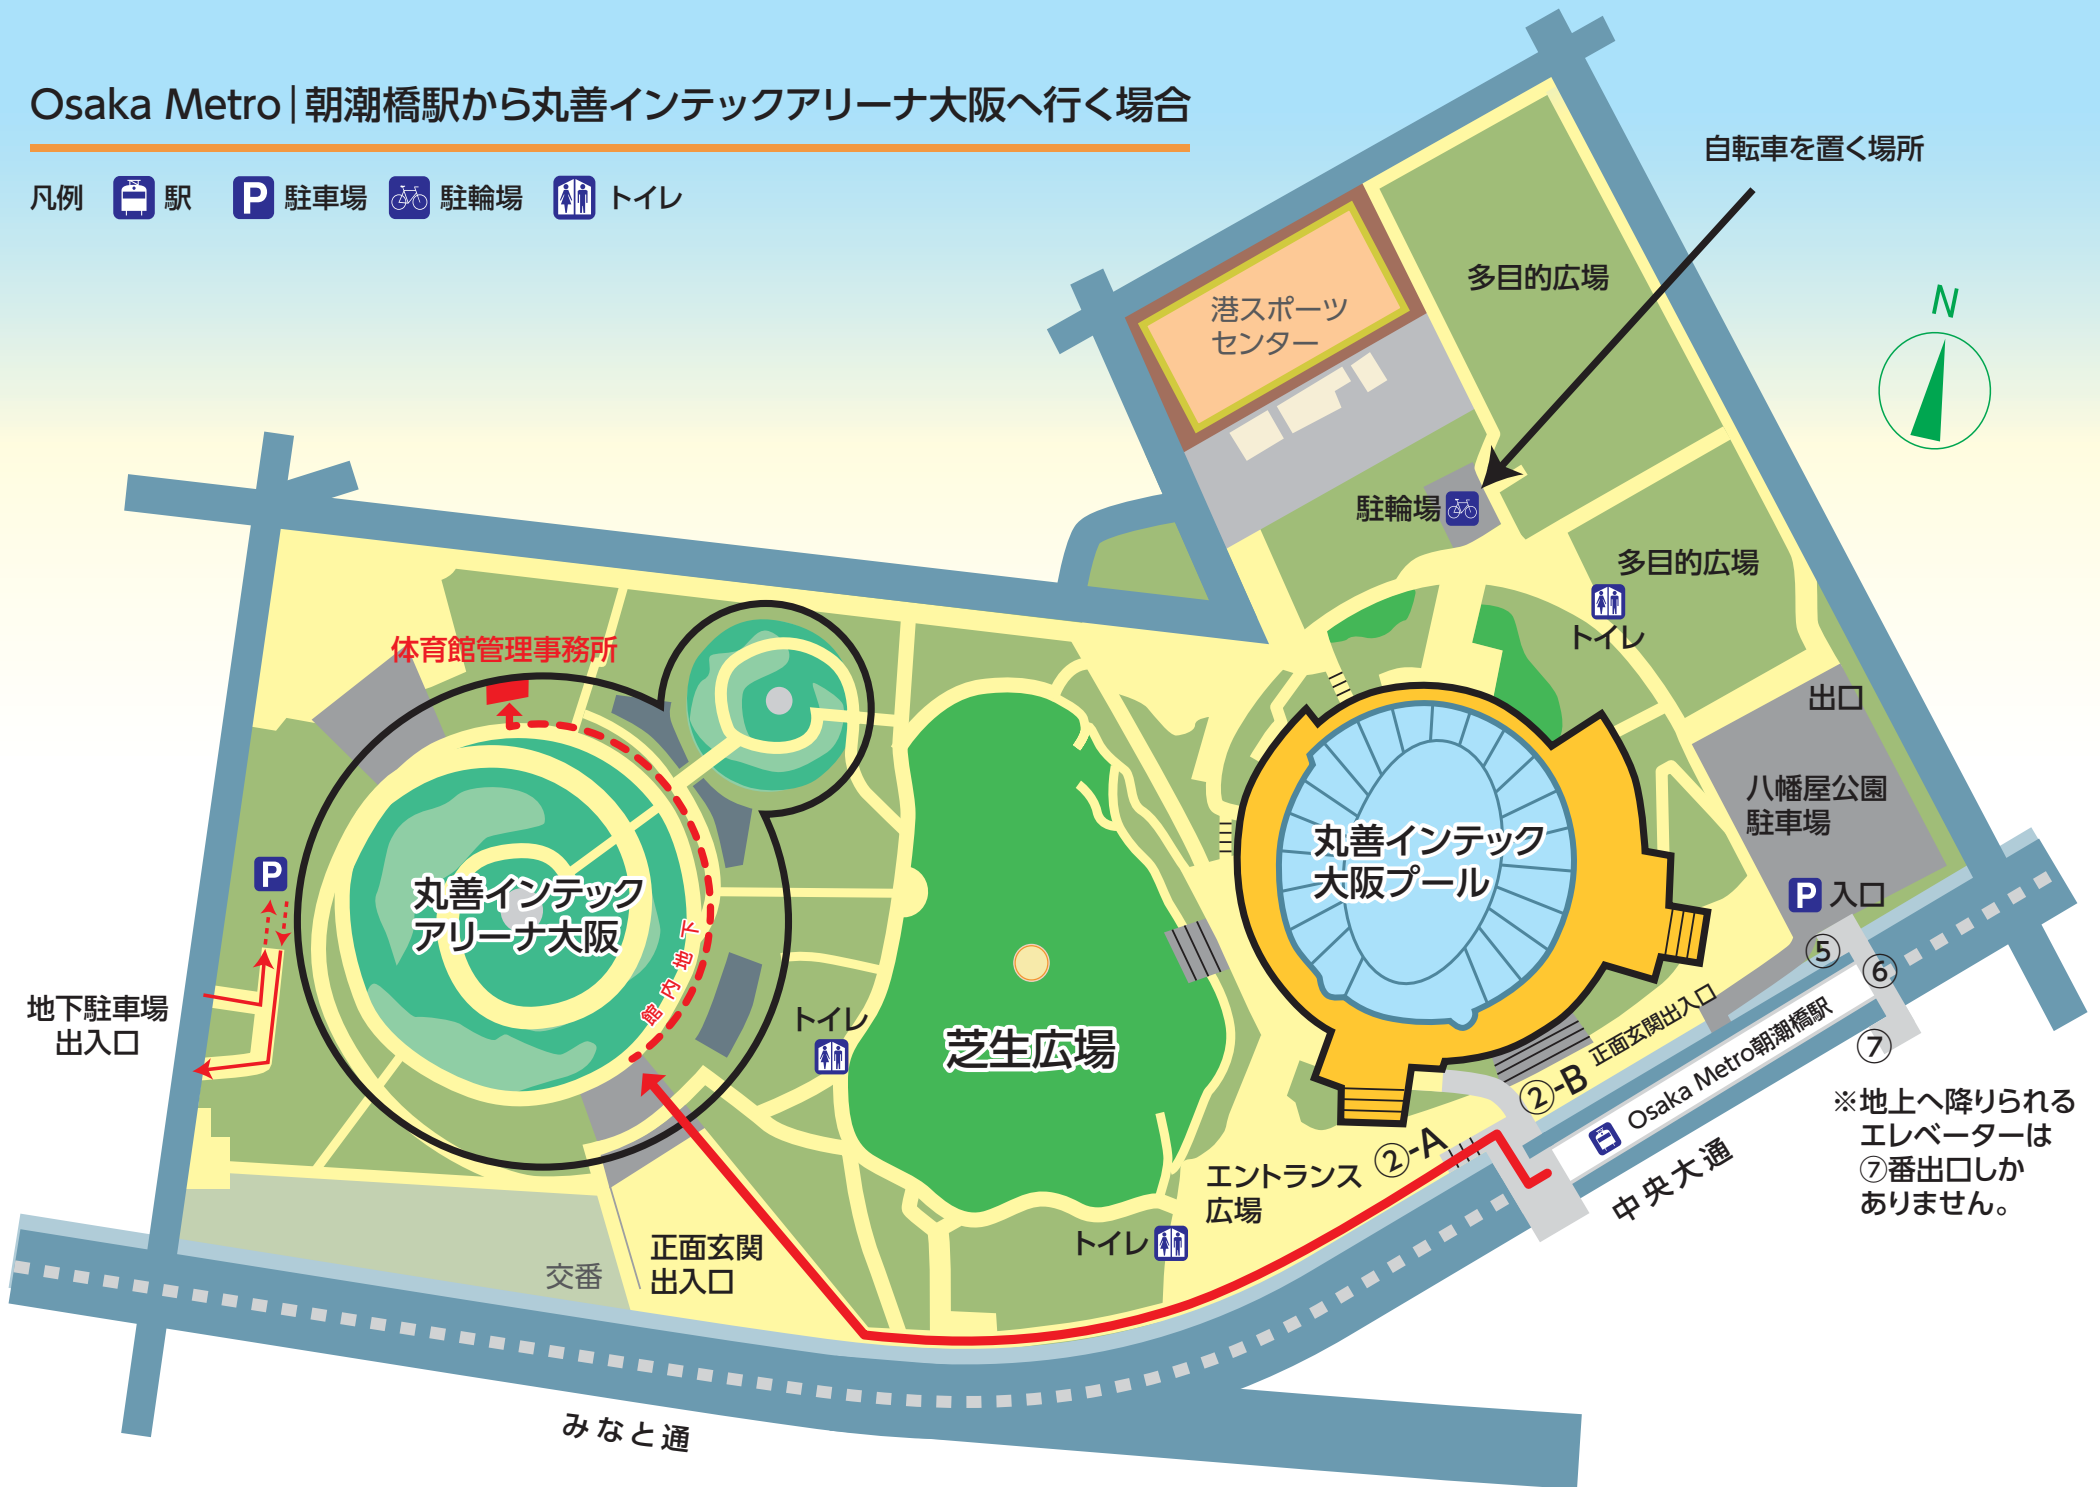 Osaka Metro|朝潮橋駅から丸善インテックアリーナ大阪へ行く場合
凡例 駅 P 駐車場 駐輪場 トイレ
自転車を置く場所
N
多目的広場
港スポーツ
センター
駐輪場
多目的広場
トイレ
体育館管理事務所
出口
八幡屋公園
駐車場
P 入口
丸善インテック
大阪プール
P
丸善インテック
アリーナ大阪
館内地下
地下駐車場
出入口
トイレ
芝生広場
⑤
⑥
⑦
正面玄関出入口
②-B
②-A
Osaka Metro朝潮橋駅
中央大通
※地上へ降りられる
エレベーターは
⑦番出口しか
ありません。
エントランス
広場
トイレ
正面玄関
出入口
交番
みなと通